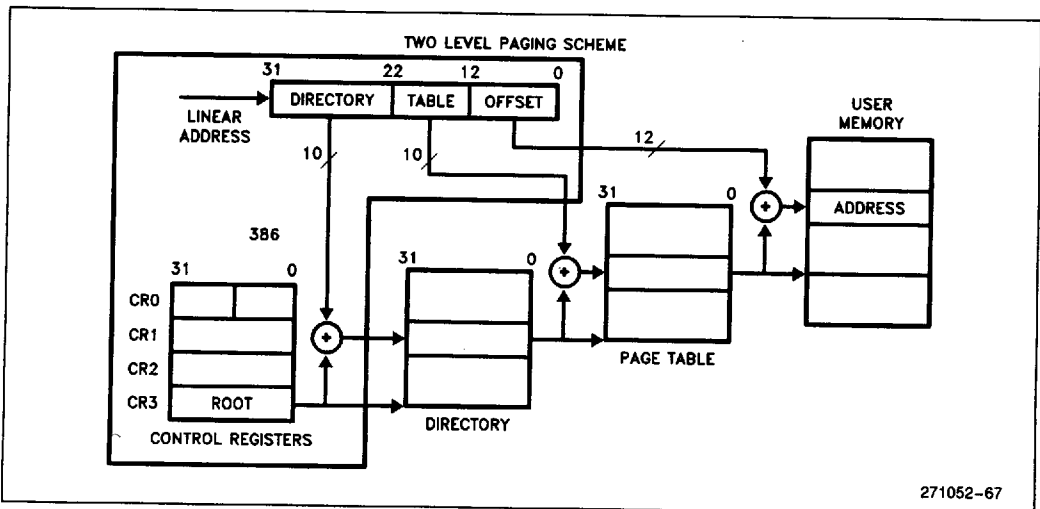 TWO LEVEL PAGING SCHEME
31 22 12 0
DIRECTORY TABLE OFFSET
LINEAR
ADDRESS
USER
MEMORY
10
10
12
31 0
ADDRESS
386
31 0
31 0
CR0
CR1
CR2
CR3 ROOT
PAGE TABLE
DIRECTORY
CONTROL REGISTERS
271052-67